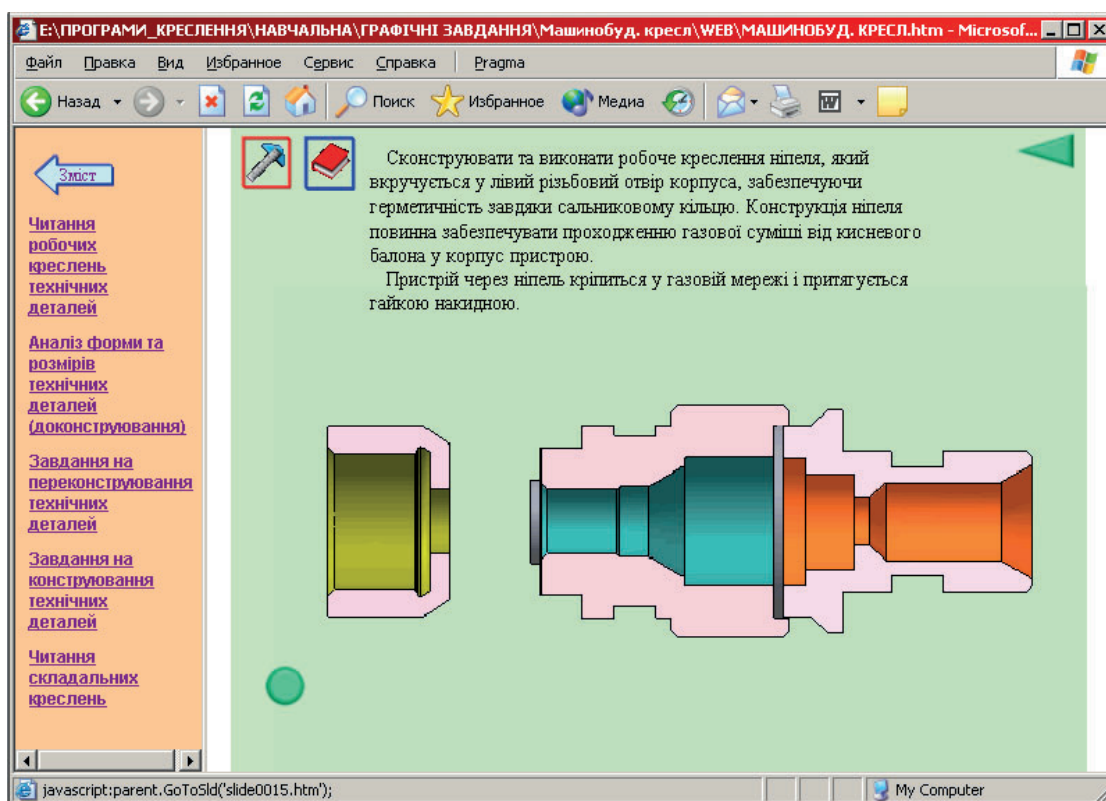 E:\ПРОГРАМИ_КРЕСЛЕННЯ\НАВЧАЛЬНА\ГРАФІЧНІ ЗАВДАННЯ\Машинобуд. кресл\WEB\МАШИНОБУД. КРЕСЛ.htm - Microsof...
Файл Правка Вид Избранное Сервис Справка Pragma
Назад Поиск Избранное Медиа
Зміст
Читання
робочих
креслень
технічних
деталей
Аналіз форми та
розмірів
технічних
деталей
(доконструювання)
Завдання на
переконструювання
технічних
деталей
Завдання на
конструювання
технічних
деталей
Читання
складальних
креслень
Сконструювати та виконати робоче креслення ніпеля, який
вкручується у лівий різьбовий отвір корпуса, забезпечуючи
герметичність завдяки сальниковому кільцю. Конструкція ніпеля
повинна забезпечувати проходженню газової суміші від кисневого
балона у корпус пристрою.
Пристрій через ніпель кріпиться у газовій мережі і притягується
гайкою накидною.
javascript:parent.GoToSld('slide0015.htm'); My Computer